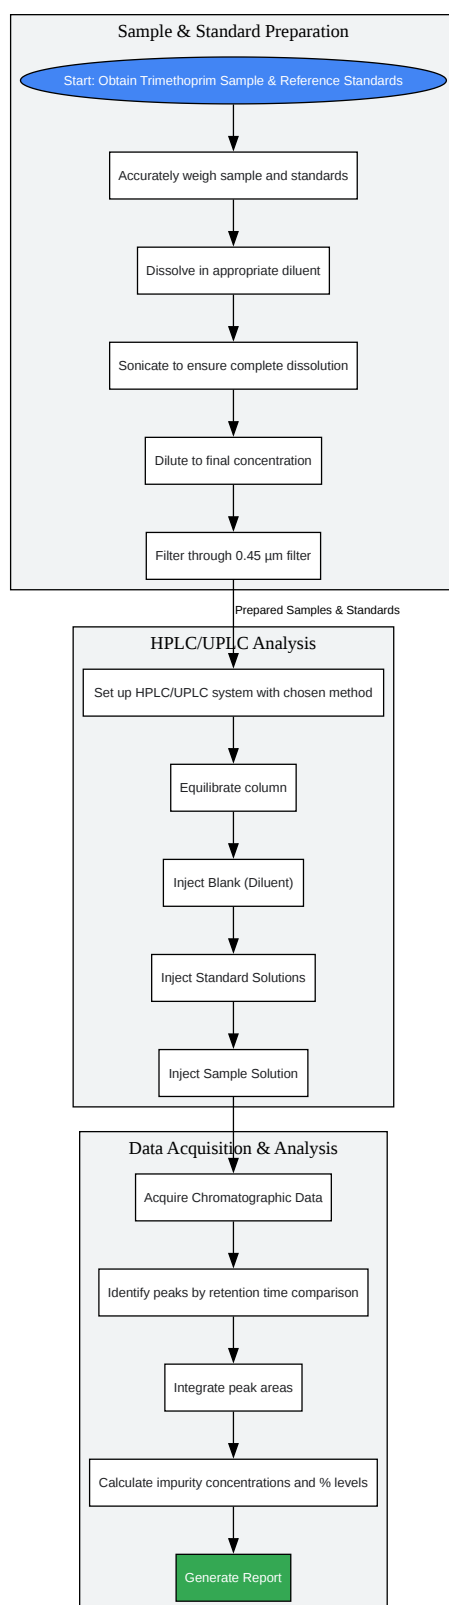 Sample & Standard Preparation
Start: Obtain Trimethoprim Sample & Reference Standards
Accurately weigh sample and standards
Dissolve in appropriate diluent
Sonicate to ensure complete dissolution
Dilute to final concentration
Filter through 0.45 µm filter
Prepared Samples & Standards
HPLC/UPLC Analysis
Set up HPLC/UPLC system with chosen method
Equilibrate column
Inject Blank (Diluent)
Inject Standard Solutions
Inject Sample Solution
Data Acquisition & Analysis
Acquire Chromatographic Data
Identify peaks by retention time comparison
Integrate peak areas
Calculate impurity concentrations and % levels
Generate Report